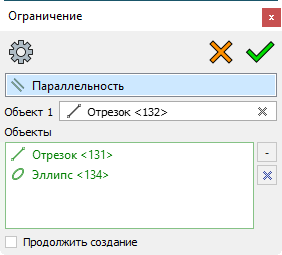 Ограничение
Параллельность
Объект 1
Отрезок <132>
Объекты
Отрезок <131>
Эллипс <134>
-
Продолжить создание